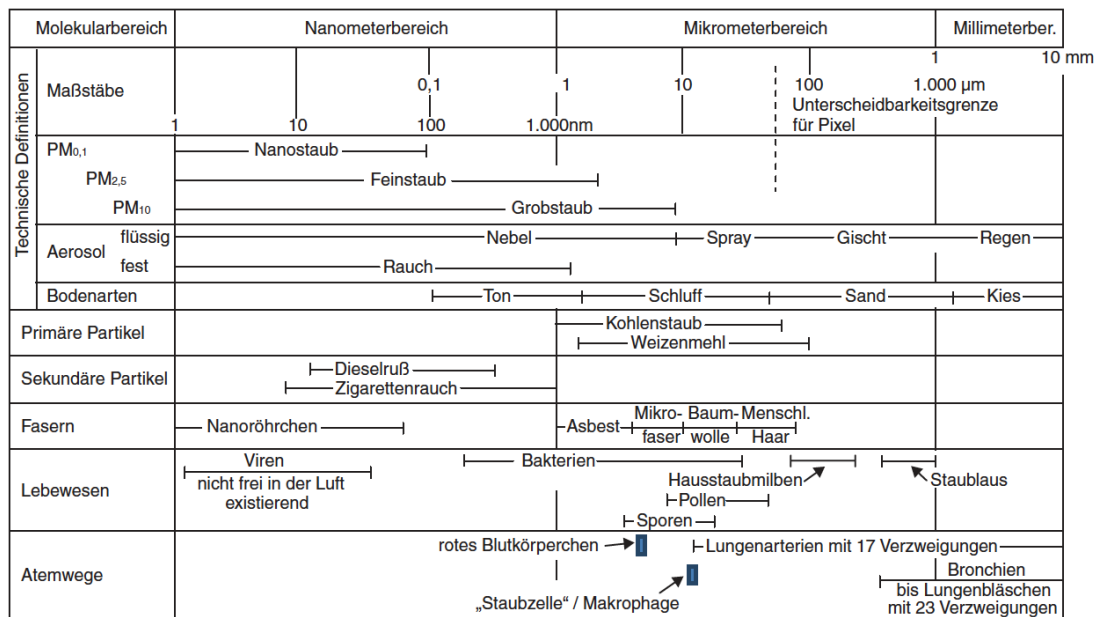 Molekularbereich Nanometerbereich Mikrometerbereich Millimeterber.
Technische Definitionen
Maßstäbe
1 10 mm
0,1 1 10 100 1.000 µm
Unterscheidbarkeitsgrenze
für Pixel
1 10 100 1.000nm
PM0,1 Nanostaub
PM2,5 Feinstaub
PM10 Grobstaub
Aerosol
flüssig Nebel Spray Gischt Regen
fest Rauch
Bodenarten Ton Schluff Sand Kies
Primäre Partikel
Kohlenstaub
Weizenmehl
Sekundäre Partikel
Dieselruß
Zigarettenrauch
Fasern Nanoröhrchen Asbest
Mikro-
faser
Baum-
wolle
Menschl.
Haar
Lebewesen
Viren
nicht frei in der Luft
existierend
Bakterien
Hausstaubmilben
Staublaus
Pollen
Sporen
Atemwege
rotes Blutkörperchen
Lungenarterien mit 17 Verzweigungen
„Staubzelle“ / Makrophage
Bronchien
bis Lungenbläschen
mit 23 Verzweigungen